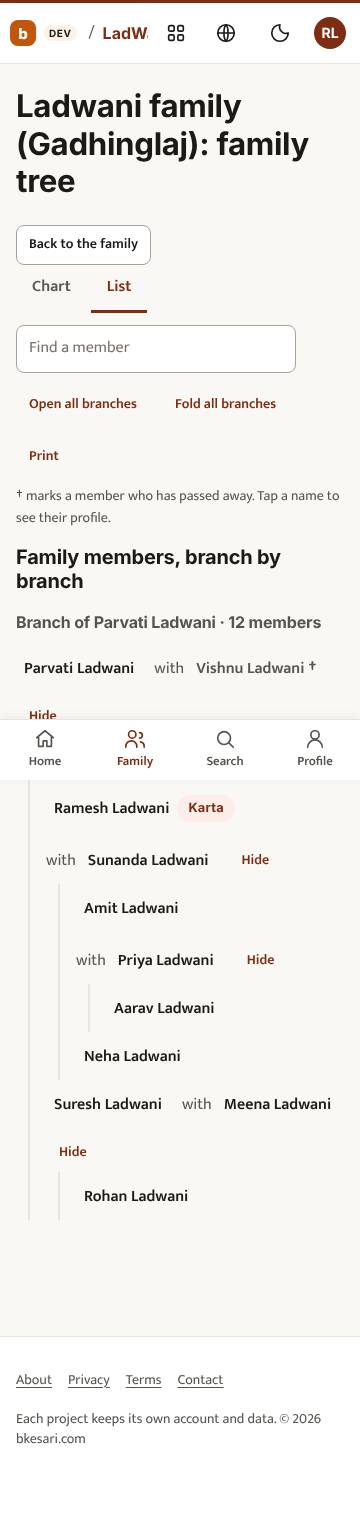 b DEV / LadW RL
Ladwani family
(Gadhinglaj): family
tree
Back to the family
Chart List
Find a member
Open all branches Fold all branches
Print
† marks a member who has passed away. Tap a name to
see their profile.
Family members, branch by
branch
Branch of Parvati Ladwani · 12 members
Parvati Ladwani with Vishnu Ladwani †
Hide
Home Family Search Profile
Ramesh Ladwani Karta
with Sunanda Ladwani Hide
Amit Ladwani
with Priya Ladwani Hide
Aarav Ladwani
Neha Ladwani
Suresh Ladwani with Meena Ladwani
Hide
Rohan Ladwani
About Privacy Terms Contact
Each project keeps its own account and data. © 2026
bkesari.com